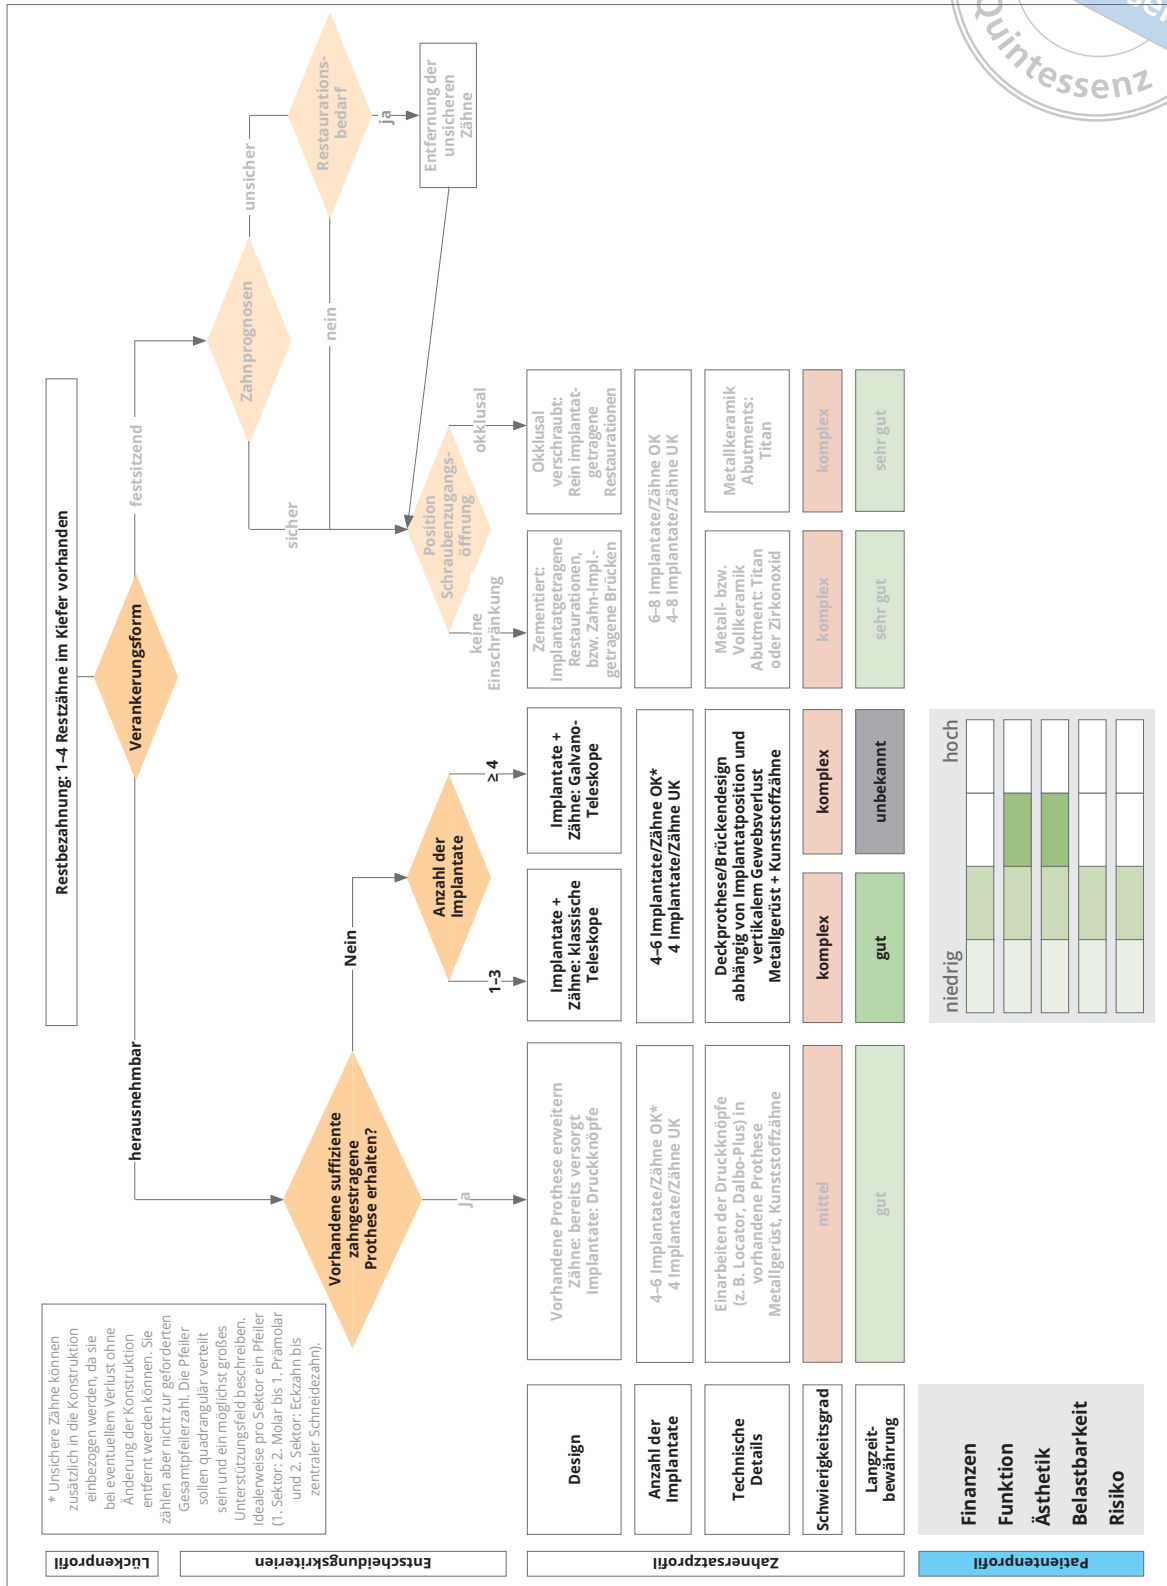 Quintessenz
Lückenprofil
Restbezahnung: 1–4 Restzähne im Kiefer vorhanden
* Unsichere Zähne können
zusätzlich in die Konstruktion
einbezogen werden, da sie
bei eventuellem Verlust ohne
Änderung der Konstruktion
entfernt werden können. Sie
zählen aber nicht zur geforderten
Gesamtpfeilerzahl. Die Pfeiler
sollen quadrangulär verteilt
sein und ein möglichst großes
Unterstützungsfeld beschreiben.
Idealerweise pro Sektor ein Pfeiler
(1. Sektor: 2. Molar bis 1. Prämolar
und 2. Sektor: Eckzahn bis
zentraler Schneidezahn).
Entscheidungskriterien
Verankerungsform
herausnehmbar
festsitzend
Vorhandene suffiziente
zahngestragene
Prothese erhalten?
Nein
Ja
Anzahl der
Implantate
1–3
≥ 4
Zahnprognosen
sicher
unsicher
Restaurations-
bedarf
nein
ja
Entfernung der
unsicheren
Zähne
Position
Schraubenzugangs-
öffnung
keine
Einschränkung
okklusal
Zahnersatzprofil
Design
Vorhandene Prothese erweitern
Zähne: bereits versorgt
Implantate: Druckknöpfe
Implantate +
Zähne: klassische
Teleskope
Implantate +
Zähne: Galvano-
Teleskope
Zementiert:
Implantatgetragene
Restaurationen,
bzw. Zahn-Impl.-
getragene Brücken
Okklusal
verschraubt:
Rein implantat-
getragene
Restaurationen
Anzahl der
Implantate
4–6 Implantate/Zähne OK*
4 Implantate/Zähne UK
4–6 Implantate/Zähne OK*
4 Implantate/Zähne UK
6–8 Implantate/Zähne OK
4–8 Implantate/Zähne UK
Technische
Details
Einarbeiten der Druckknöpfe
(z. B. Locator, Dalbo-Plus) in
vorhandene Prothese
Metallgerüst, Kunststoffzähne
Deckprothese/Brückendesign
abhängig von Implantatposition und
vertikalem Gewebsverlust
Metallgerüst + Kunststoffzähne
Metall- bzw.
Vollkeramik
Abutment: Titan
oder Zirkonoxid
Metallkeramik
Abutments:
Titan
Schwierigkeitsgrad
mittel
komplex
komplex
komplex
komplex
Langzeit-
bewährung
gut
gut
unbekannt
sehr gut
sehr gut
Patientenprofil
niedrig
hoch
Finanzen
Funktion
Ästhetik
Belastbarkeit
Risiko